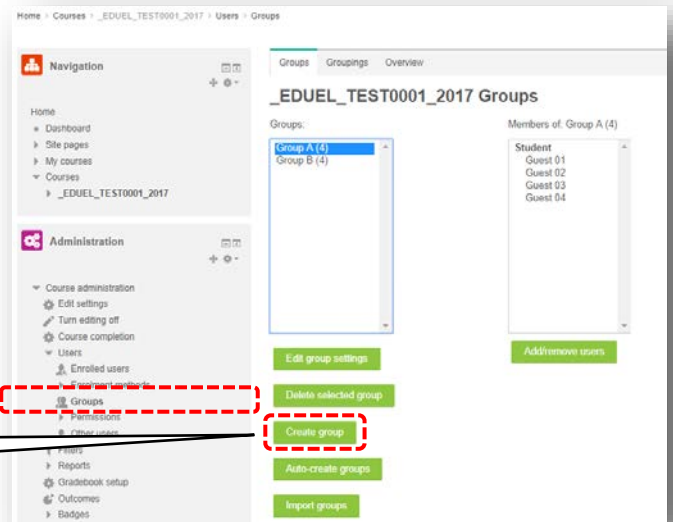 Home › Courses › _EDUEL_TEST0001_2017 › Users › Groups
Navigation
Home
Dashboard
Site pages
My courses
Courses
_EDUEL_TEST0001_2017
Administration
Course administration
Edit settings
Turn editing off
Course completion
Users
Enrolled users
Enrolment methods
Groups
Permissions
Other users
Filters
Reports
Gradebook setup
Outcomes
Badges
Groups Groupings Overview
_EDUEL_TEST0001_2017 Groups
Groups:
Group A (4)
Group B (4)
Edit group settings
Delete selected group
Create group
Auto-create groups
Import groups
Members of: Group A (4)
Student
Guest 01
Guest 02
Guest 03
Guest 04
Add/remove users